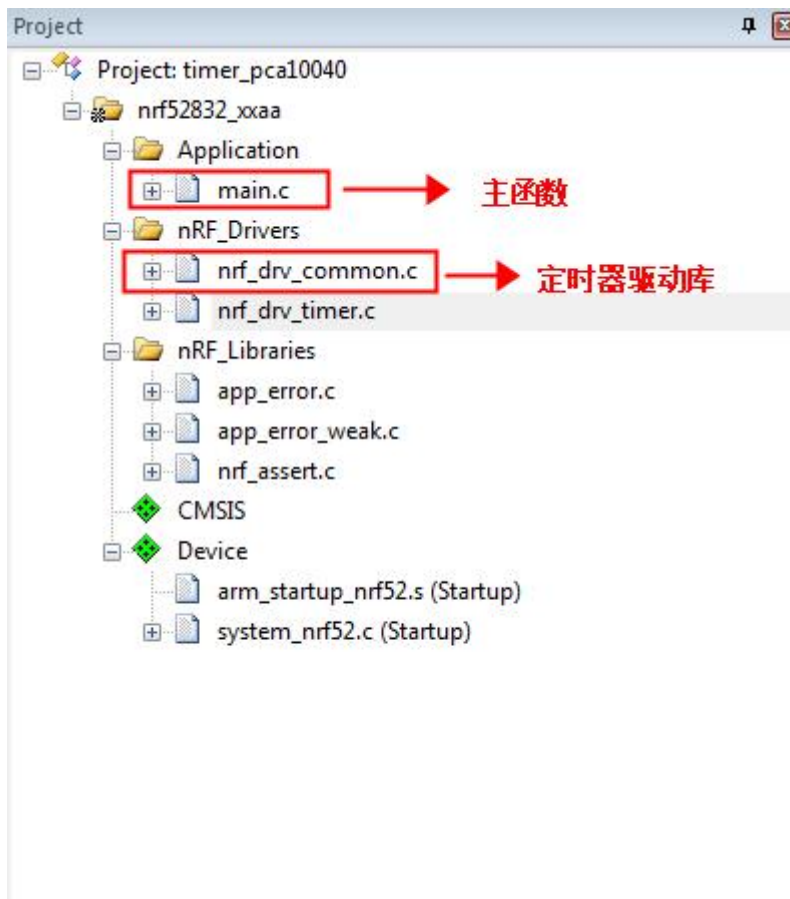 Project
Project: timer_pca10040
nrf52832_xxaa
Application
main.c 主函数
nRF_Drivers
nrf_drv_common.c 定时器驱动库
nrf_drv_timer.c
nRF_Libraries
app_error.c
app_error_weak.c
nrf_assert.c
CMSIS
Device
arm_startup_nrf52.s (Startup)
system_nrf52.c (Startup)